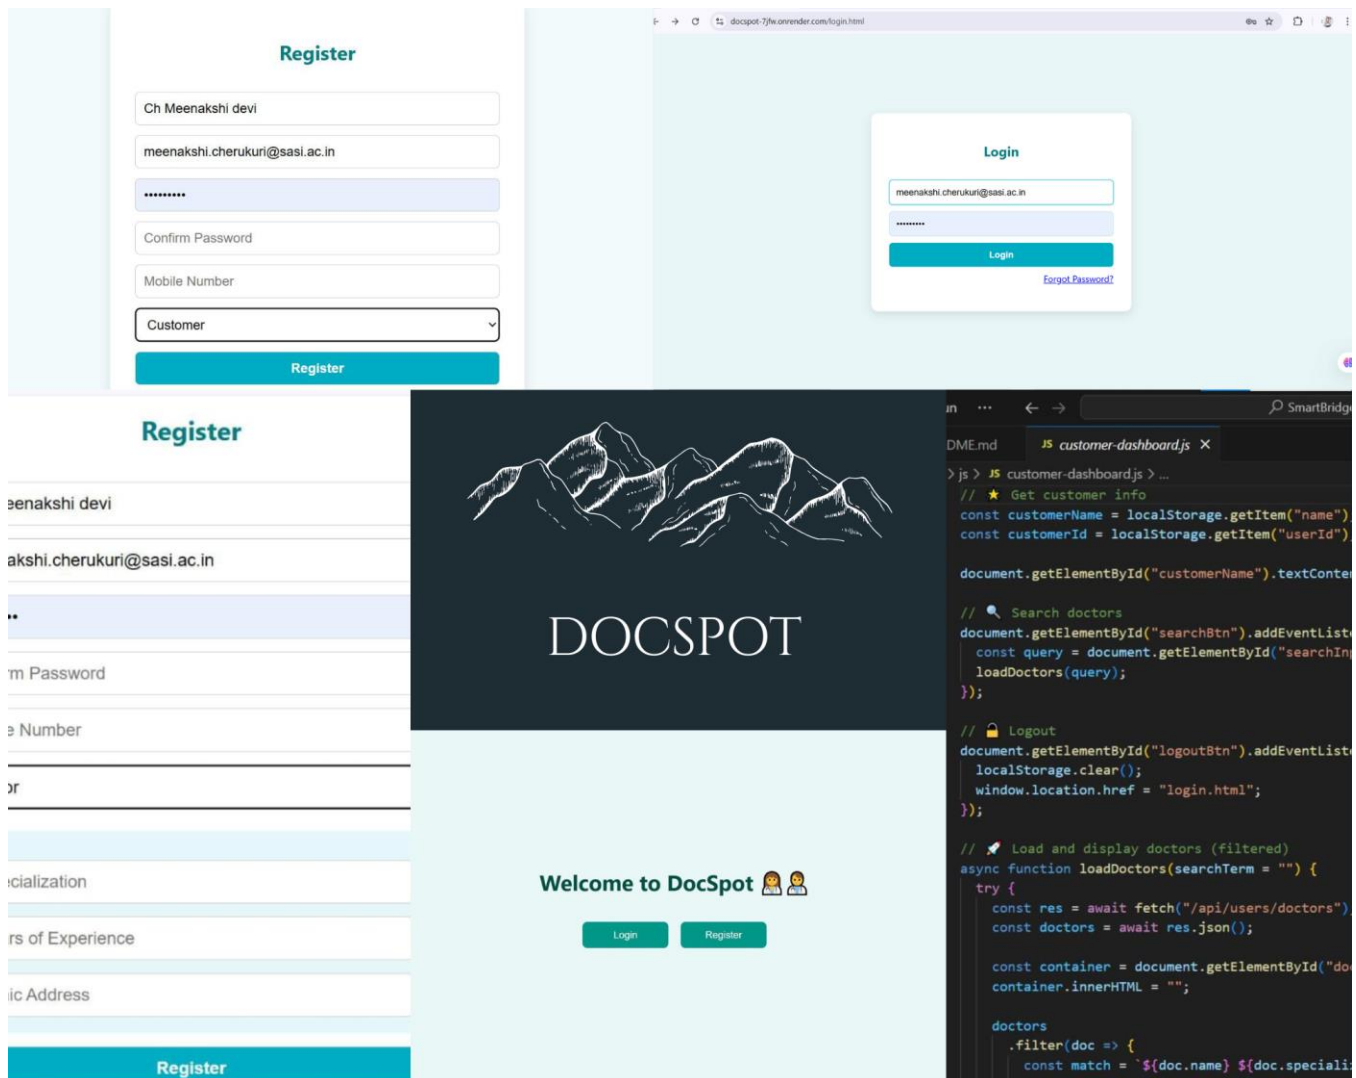 Register
Ch Meenakshi devi
meenakshi.cherukuri@sasi.ac.in
•••••••••
Confirm Password
Mobile Number
Customer
Register
docspot-7jfw.onrender.com/login.html
Login
meenakshi.cherukuri@sasi.ac.in
•••••••••
Login
Forgot Password?
Register
eenakshi devi
akshi.cherukuri@sasi.ac.in
••
rm Password
e Number
or
ecialization
rs of Experience
ic Address
Register
DOCSPOT
Welcome to DocSpot 👩‍⚕️👨‍⚕️
Login Register
un ··· ← → SmartBridge
DME.md JS customer-dashboard.js ×
> js > JS customer-dashboard.js > ...
// ⭐ Get customer info
const customerName = localStorage.getItem("name")
const customerId = localStorage.getItem("userId")
document.getElementById("customerName").textConten
// 🔍 Search doctors
document.getElementById("searchBtn").addEventListe
const query = document.getElementById("searchInp
loadDoctors(query);
});
// 🔓 Logout
document.getElementById("logoutBtn").addEventListe
localStorage.clear();
window.location.href = "login.html";
});
// 🚀 Load and display doctors (filtered)
async function loadDoctors(searchTerm = "") {
try {
const res = await fetch("/api/users/doctors")
const doctors = await res.json();
const container = document.getElementById("doc
container.innerHTML = "";
doctors
.filter(doc => {
const match = `${doc.name} ${doc.speciali